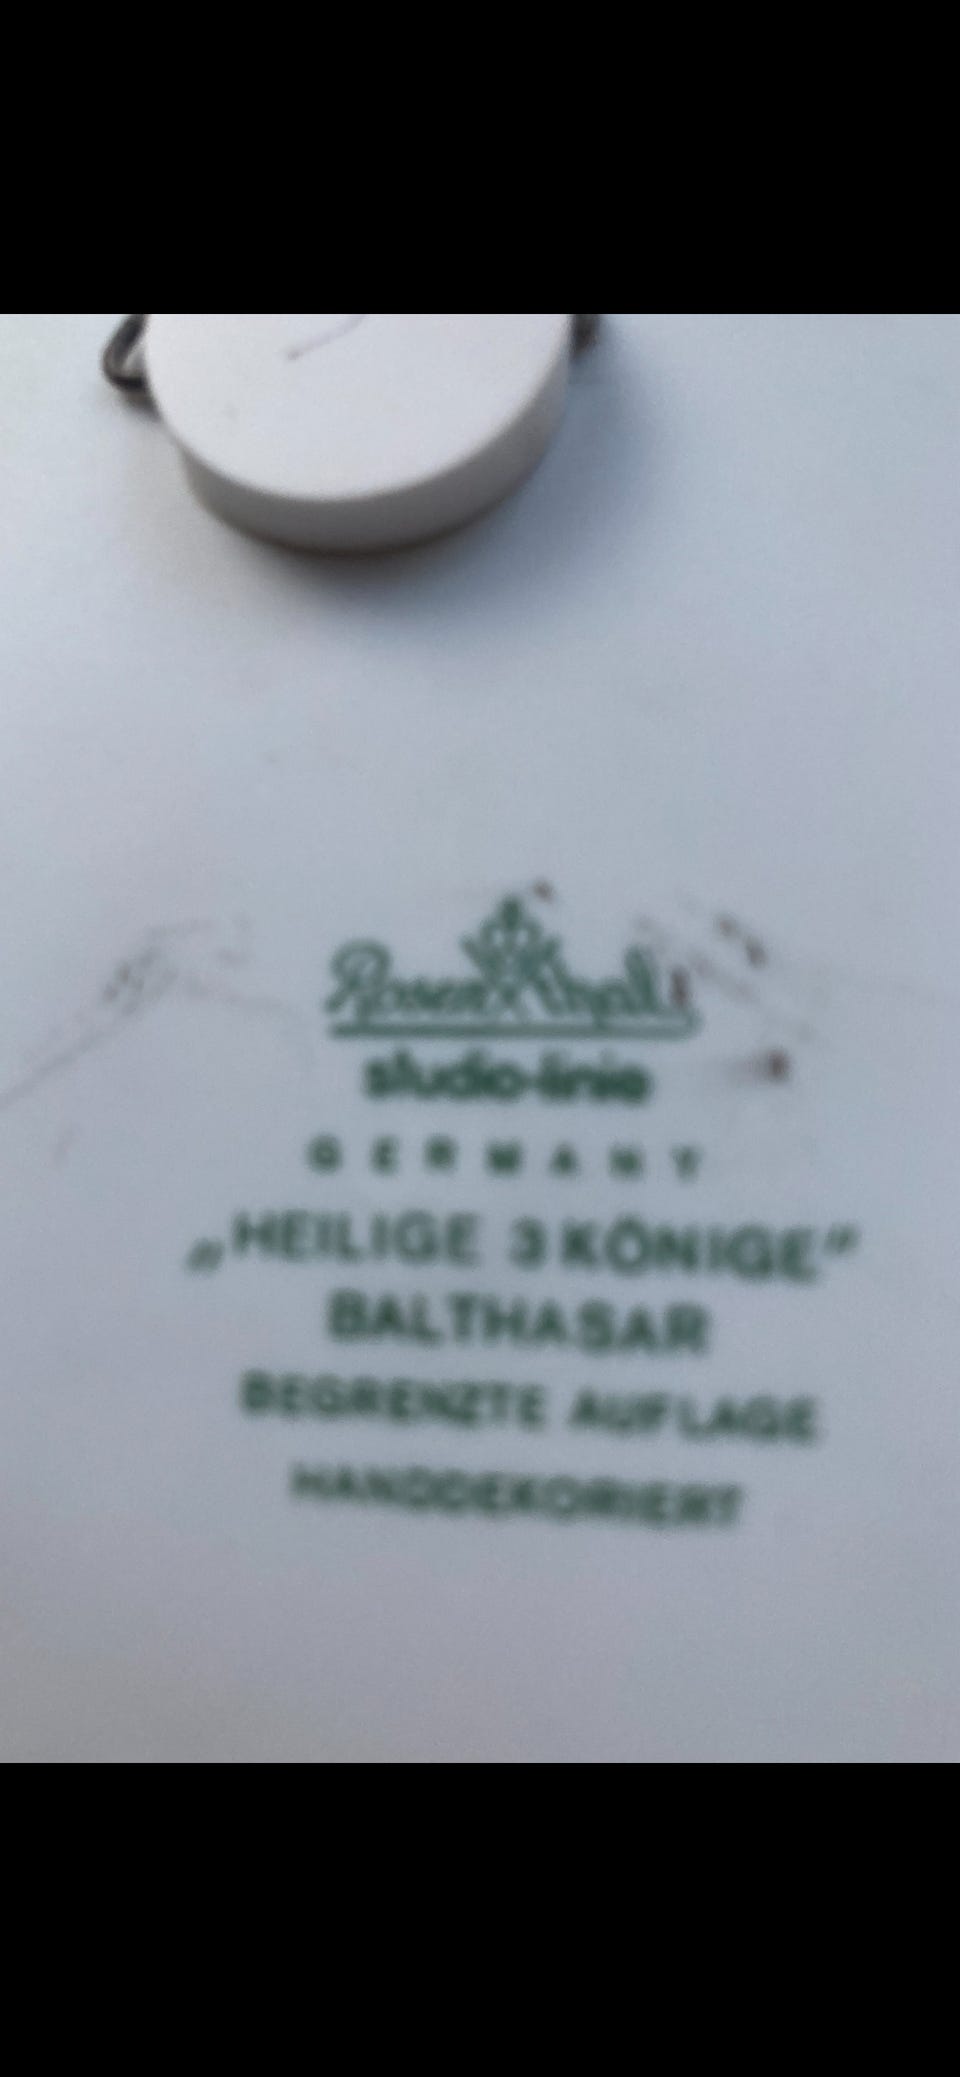 Rosenthal
studio-linie
GERMANY
„HEILIGE 3 KÖNIGE"
BALTHASAR
BEGRENZTE AUFLAGE
HANDDEKORIERT